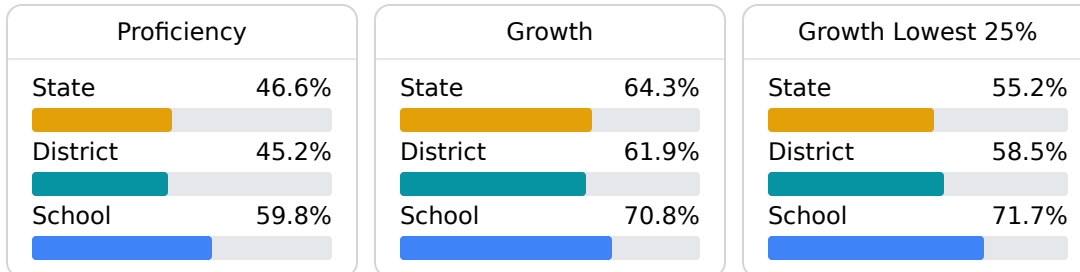 Proficiency
State 46.6%
District 45.2%
School 59.8%
Growth
State 64.3%
District 61.9%
School 70.8%
Growth Lowest 25%
State 55.2%
District 58.5%
School 71.7%